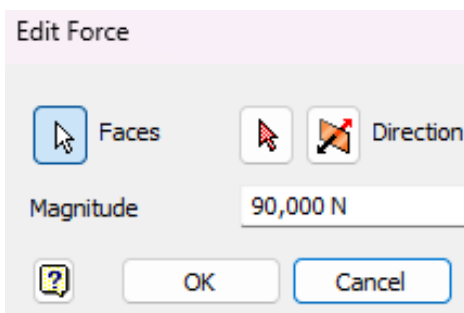 Edit Force
Faces Direction
Magnitude 90,000 N
? OK Cancel